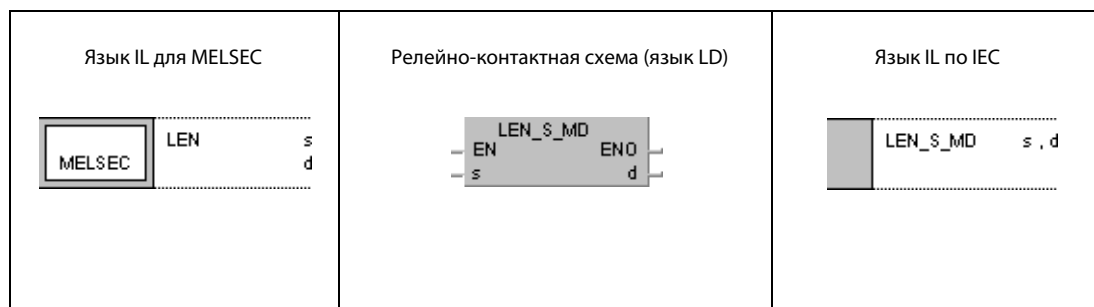 Язык IL для MELSEC
MELSEC
LEN s
d
Релейно-контактная схема (язык LD)
LEN_S_MD
EN ENO
s d
Язык IL по IEC
LEN_S_MD s , d